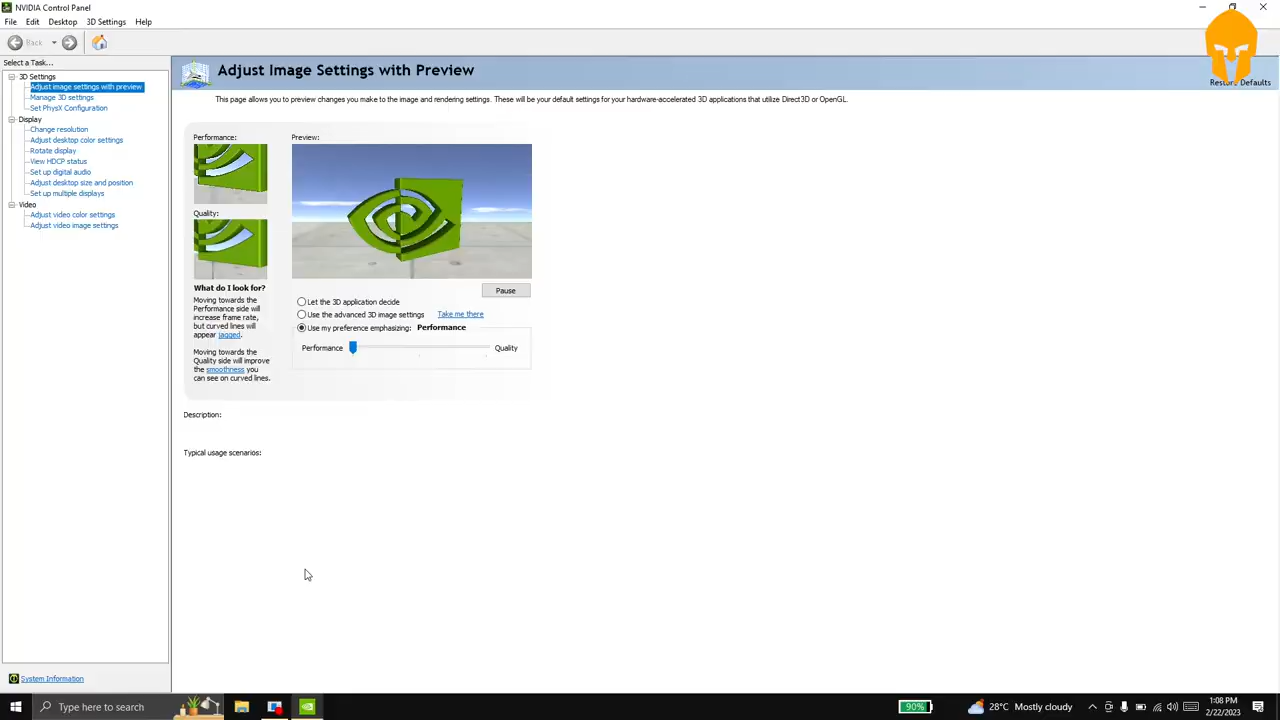 NVIDIA Control Panel
File Edit Desktop 3D Settings Help
Back
Select a Task...
3D Settings
Adjust image settings with preview
Manage 3D settings
Set PhysX Configuration
Display
Change resolution
Adjust desktop color settings
Rotate display
View HDCP status
Set up digital audio
Adjust desktop size and position
Set up multiple displays
Video
Adjust video color settings
Adjust video image settings
System Information
Adjust Image Settings with Preview
Restore Defaults
This page allows you to preview changes you make to the image and rendering settings. These will be your default settings for your hardware-accelerated 3D applications that utilize Direct3D or OpenGL.
Performance:
Quality:
What do I look for?
Moving towards the
Performance side will
increase frame rate,
but curved lines will
appear jagged.
Moving towards the
Quality side will improve
the smoothness you
can see on curved lines.
Preview:
Pause
Let the 3D application decide
Use the advanced 3D image settings Take me there
Use my preference emphasizing: Performance
Performance Quality
Description:
Typical usage scenarios:
Type here to search
90%
28°C Mostly cloudy
1:08 PM
2/22/2023